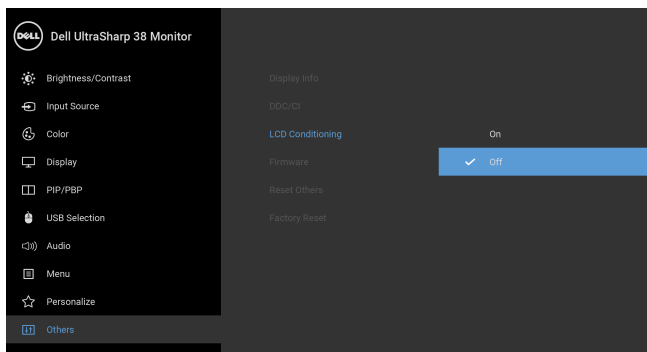 DELL Dell UltraSharp 38 Monitor
Brightness/Contrast Display Info
Input Source DDC/CI
Color LCD Conditioning On
Display Firmware Off
PIP/PBP Reset Others
USB Selection Factory Reset
Audio
Menu
Personalize
Others